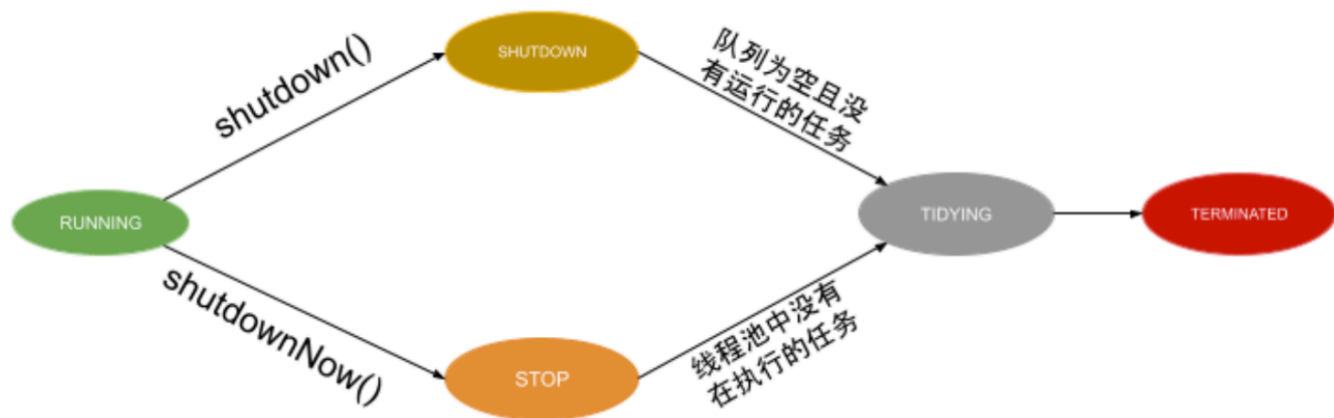 shutdown()
SHUTDOWN
队列为空且没
有运行的任务
RUNNING
TIDYING
TERMINATED
shutdownNow()
STOP
线程池中没有
在执行的任务